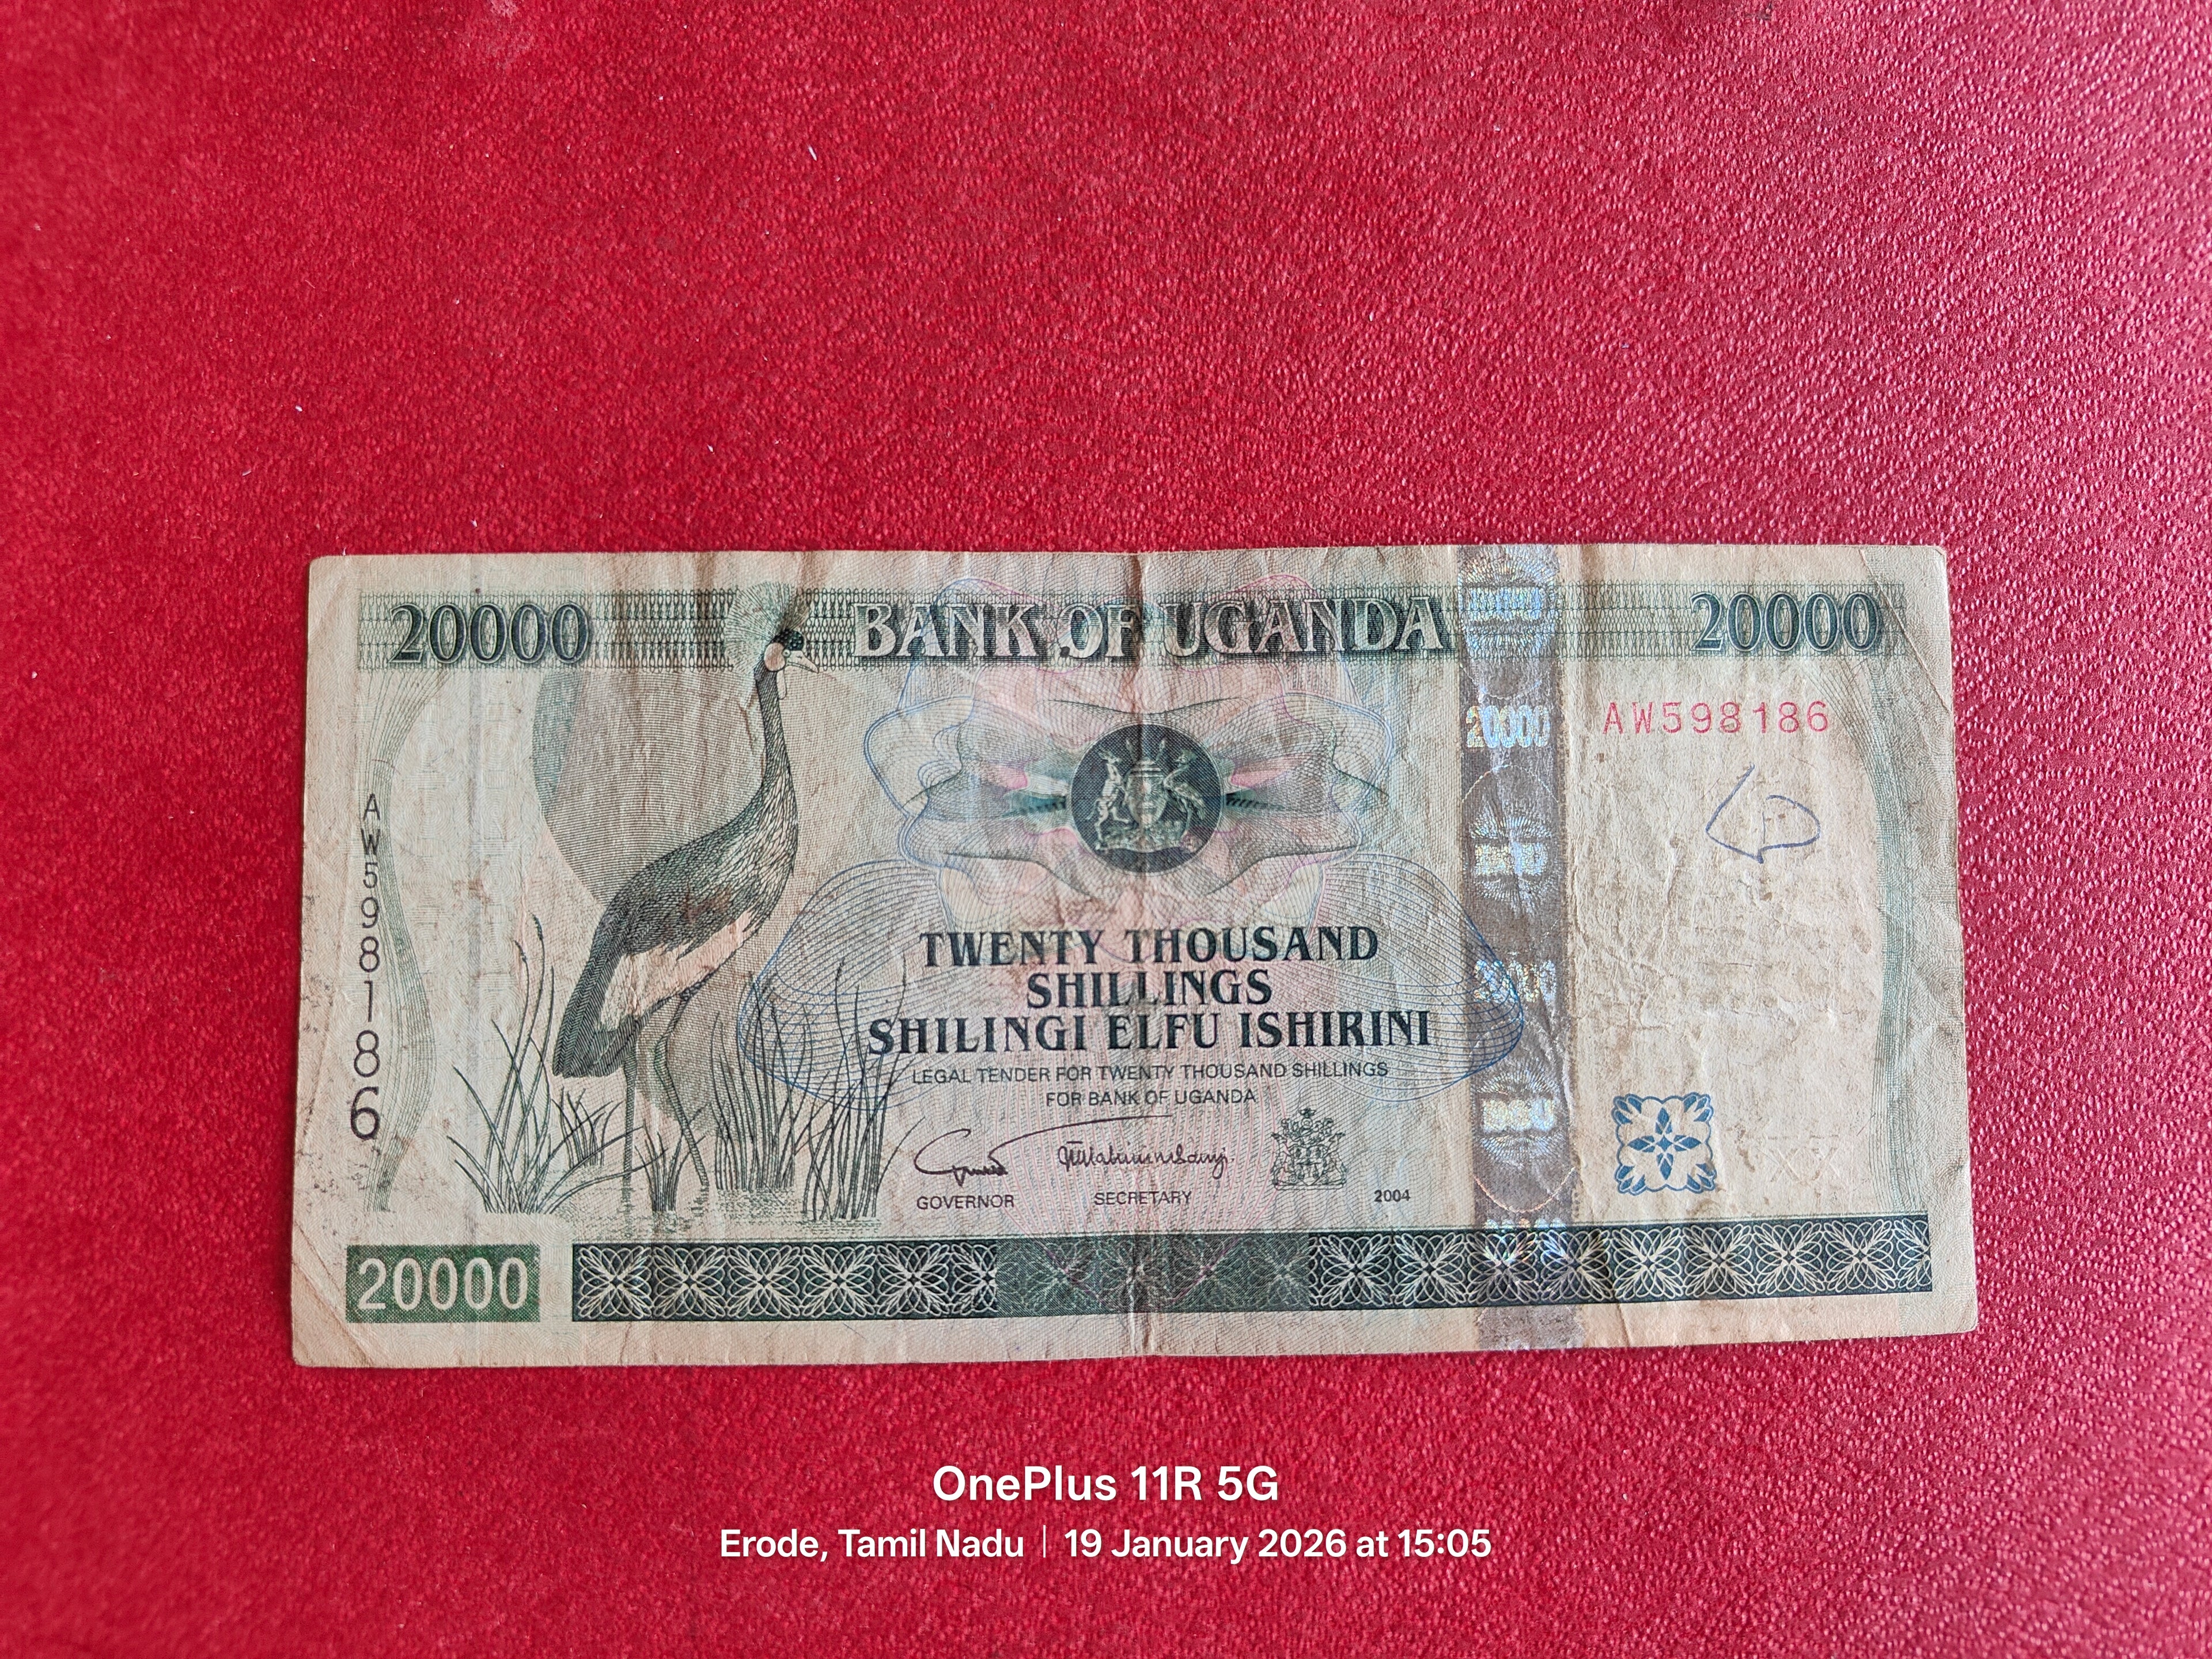 20000 BANK OF UGANDA 20000
20000
AW598186
AW598186
TWENTY THOUSAND
SHILLINGS
SHILINGI ELFU ISHIRINI
LEGAL TENDER FOR TWENTY THOUSAND SHILLINGS
FOR BANK OF UGANDA
GOVERNOR SECRETARY 2004
20000
OnePlus 11R 5G
Erode, Tamil Nadu | 19 January 2026 at 15:05